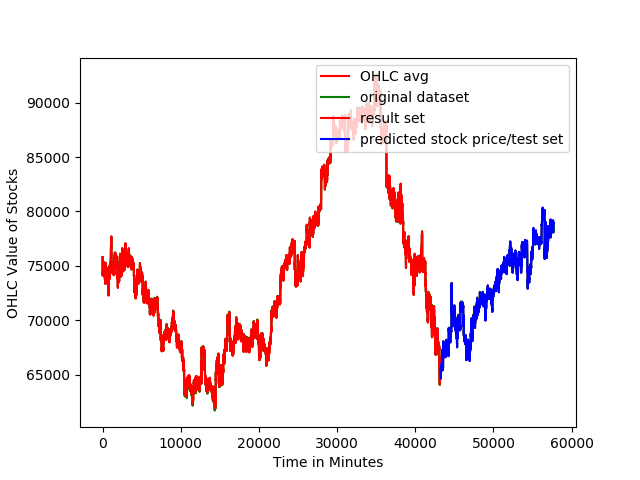 OHLC avg
original dataset
result set
predicted stock price/test set
OHLC Value of Stocks
90000
85000
80000
75000
70000
65000
0 10000 20000 30000 40000 50000 60000
Time in Minutes